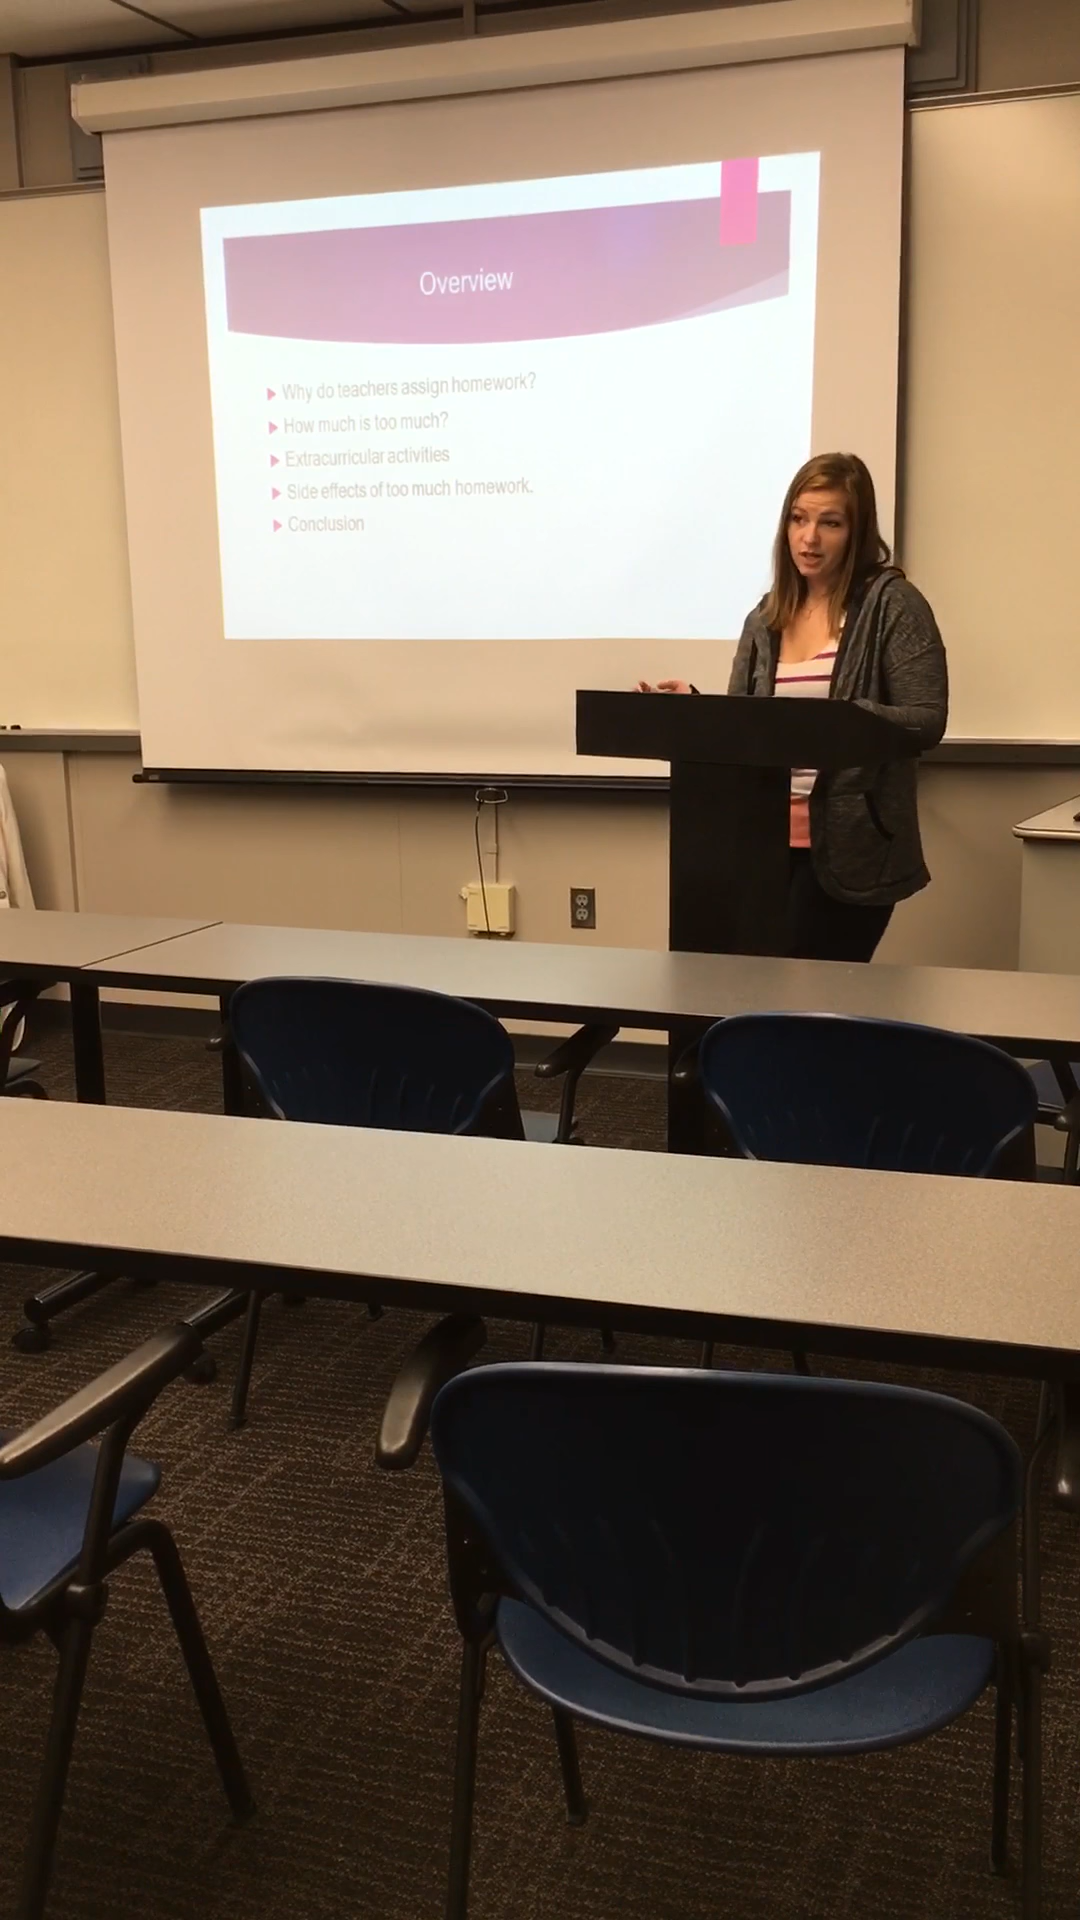 Overview
Why do teachers assign homework?
How much is too much?
Extracurricular activities
Side effects of too much homework.
Conclusion